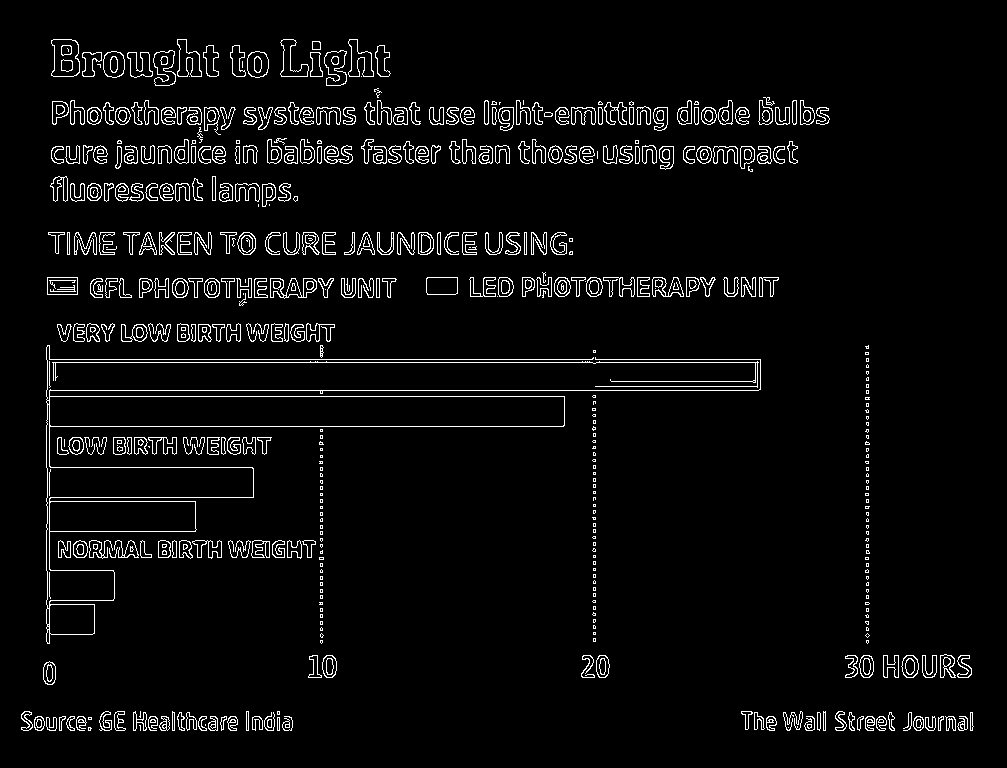 Brought to Light
Phototherapy systems that use light-emitting diode bulbs
cure jaundice in babies faster than those using compact
fluorescent lamps.
TIME TAKEN TO CURE JAUNDICE USING:
CFL PHOTOTHERAPY UNIT LED PHOTOTHERAPY UNIT
VERY LOW BIRTH WEIGHT
LOW BIRTH WEIGHT
NORMAL BIRTH WEIGHT
0 10 20 30 HOURS
Source: GE Healthcare India The Wall Street Journal